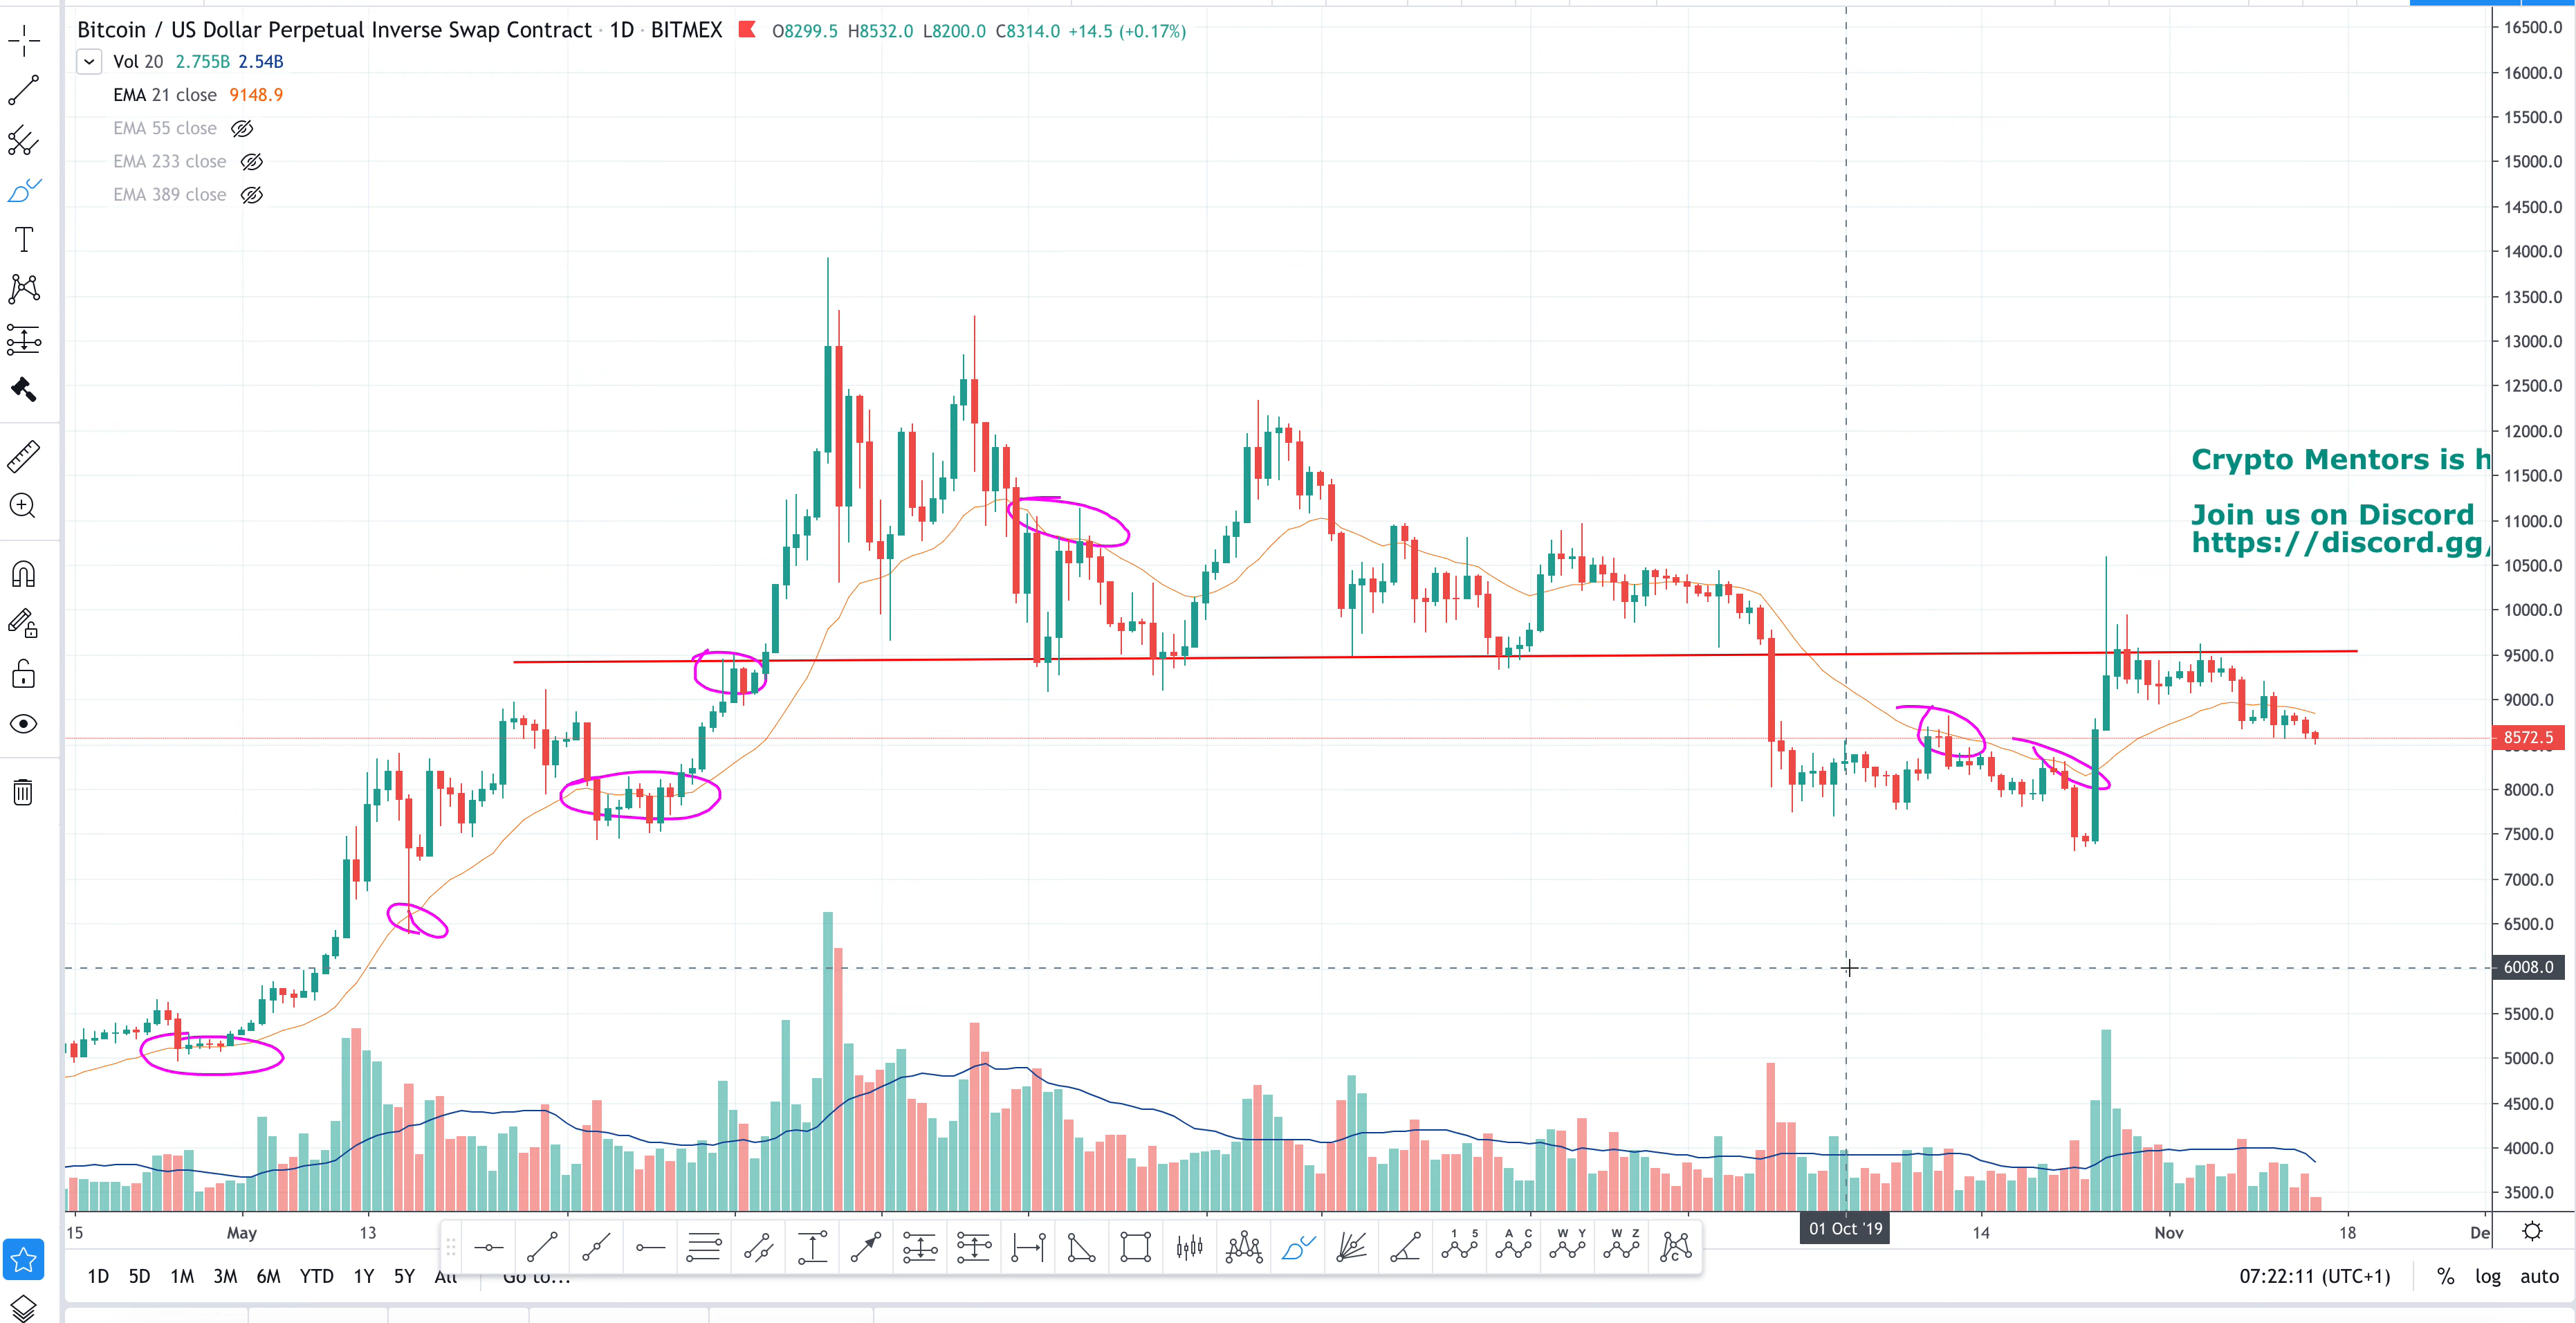 Bitcoin / US Dollar Perpetual Inverse Swap Contract · 1D · BITMEX O8299.5 H8532.0 L8200.0 C8314.0 +14.5 (+0.17%)
Vol 20 2.755B 2.54B
EMA 21 close 9148.9
EMA 55 close
EMA 233 close
EMA 389 close
T
16500.0
16000.0
15500.0
15000.0
14500.0
14000.0
13500.0
13000.0
12500.0
12000.0
11500.0
11000.0
10500.0
10000.0
9500.0
9000.0
8572.5
8000.0
7500.0
7000.0
6500.0
6008.0
5500.0
5000.0
4500.0
4000.0
3500.0
Crypto Mentors is h
Join us on Discord
https://discord.gg/
15 May 13 01 Oct '19 14 Nov 18 De
1 5 A C W Y W Z C
1D 5D 1M 3M 6M YTD 1Y 5Y All Go to... 07:22:11 (UTC+1) % log auto